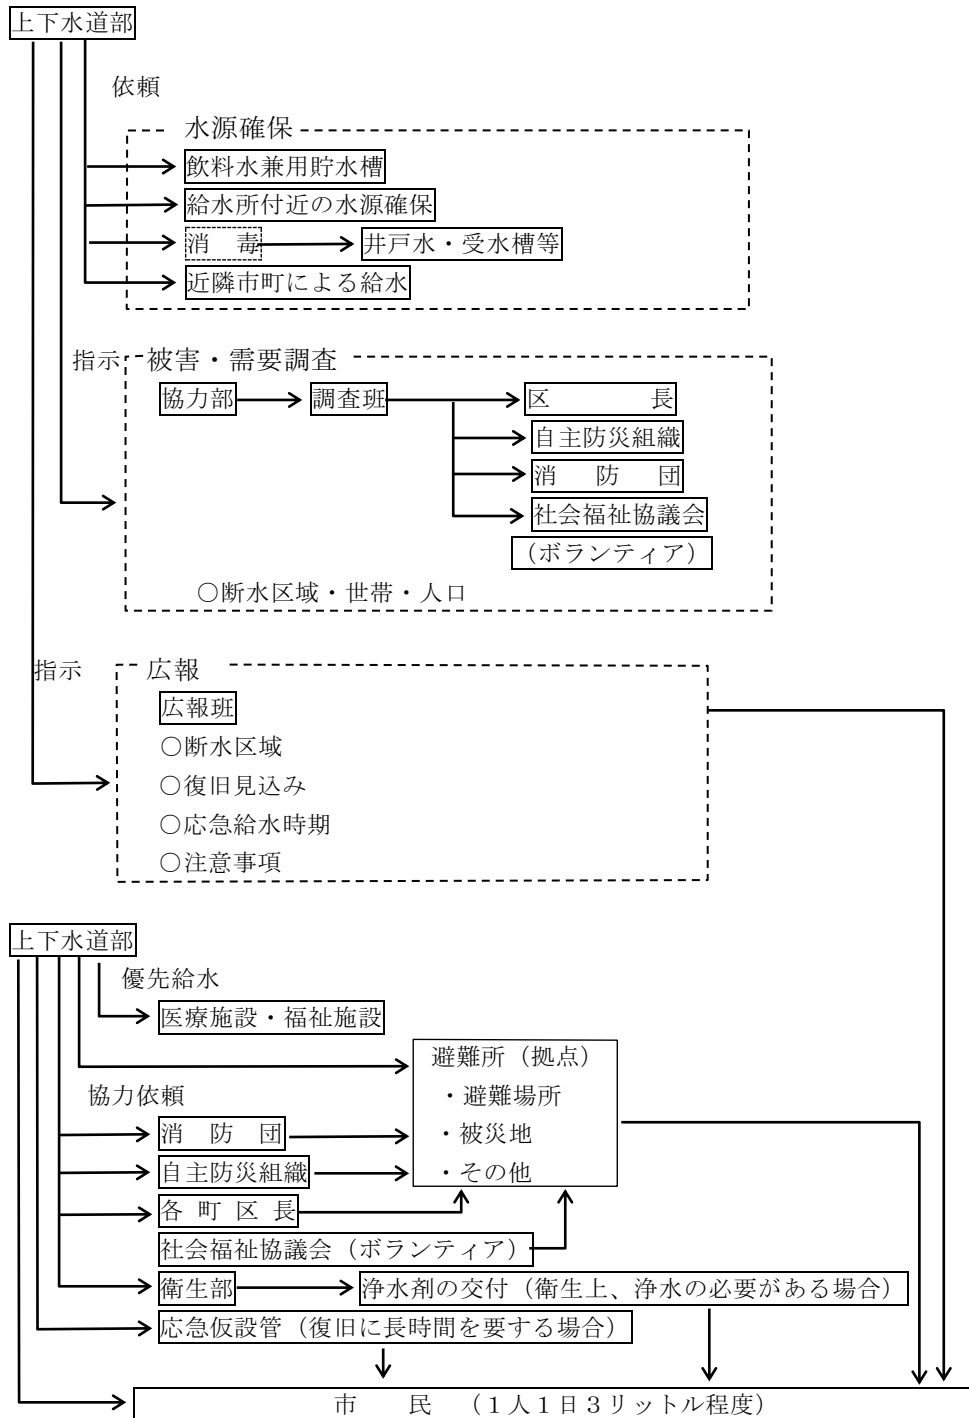 上下水道部
依頼
水源確保
飲料水兼用貯水槽
給水所付近の水源確保
消　毒
井戸水・受水槽等
近隣市町による給水
指示
被害・需要調査
協力部
調査班
区　　　　長
自主防災組織
消　防　団
社会福祉協議会
（ボランティア）
○断水区域・世帯・人口
指示
広報
広報班
○断水区域
○復旧見込み
○応急給水時期
○注意事項
上下水道部
優先給水
医療施設・福祉施設
避難所（拠点）
・避難場所
・被災地
・その他
協力依頼
消　防　団
自主防災組織
各 町 区 長
社会福祉協議会（ボランティア）
衛生部
浄水剤の交付（衛生上、浄水の必要がある場合）
応急仮設管（復旧に長時間を要する場合）
市　　民　（１人１日３リットル程度）